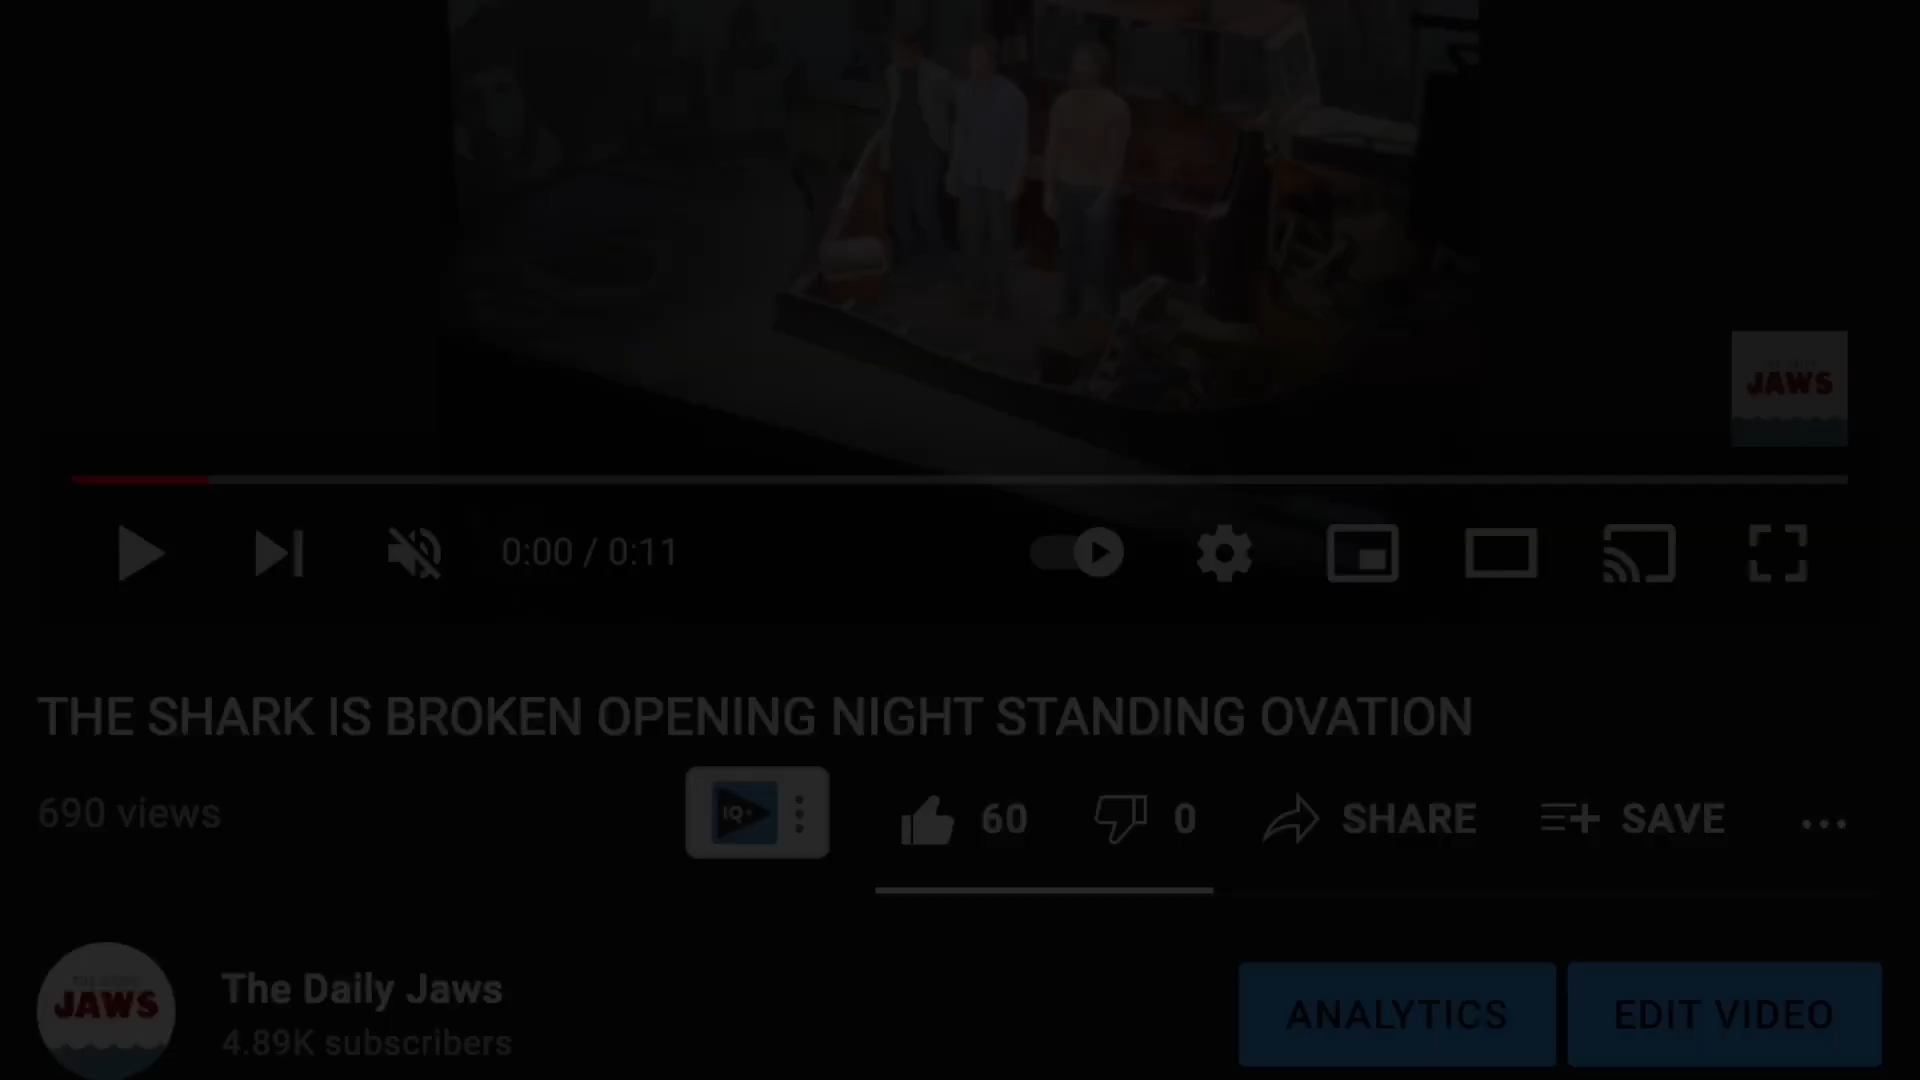 JAWS
0:00 / 0:11
THE SHARK IS BROKEN OPENING NIGHT STANDING OVATION
690 views
IQ+
60
0
SHARE
SAVE
JAWS
The Daily Jaws
4.89K subscribers
ANALYTICS
EDIT VIDEO